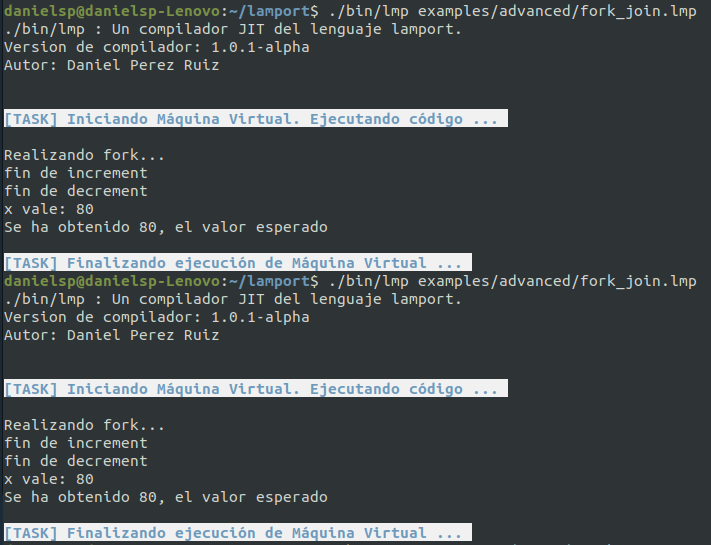 danielsp@danielsp-Lenovo:~/lamport$ ./bin/lmp examples/advanced/fork_join.lmp
./bin/lmp : Un compilador JIT del lenguaje lamport.
Version de compilador: 1.0.1-alpha
Autor: Daniel Perez Ruiz
[TASK] Iniciando Máquina Virtual. Ejecutando código ...
Realizando fork...
fin de increment
fin de decrement
x vale: 80
Se ha obtenido 80, el valor esperado
[TASK] Finalizando ejecución de Máquina Virtual ...
danielsp@danielsp-Lenovo:~/lamport$ ./bin/lmp examples/advanced/fork_join.lmp
./bin/lmp : Un compilador JIT del lenguaje lamport.
Version de compilador: 1.0.1-alpha
Autor: Daniel Perez Ruiz
[TASK] Iniciando Máquina Virtual. Ejecutando código ...
Realizando fork...
fin de increment
fin de decrement
x vale: 80
Se ha obtenido 80, el valor esperado
[TASK] Finalizando ejecución de Máquina Virtual ...